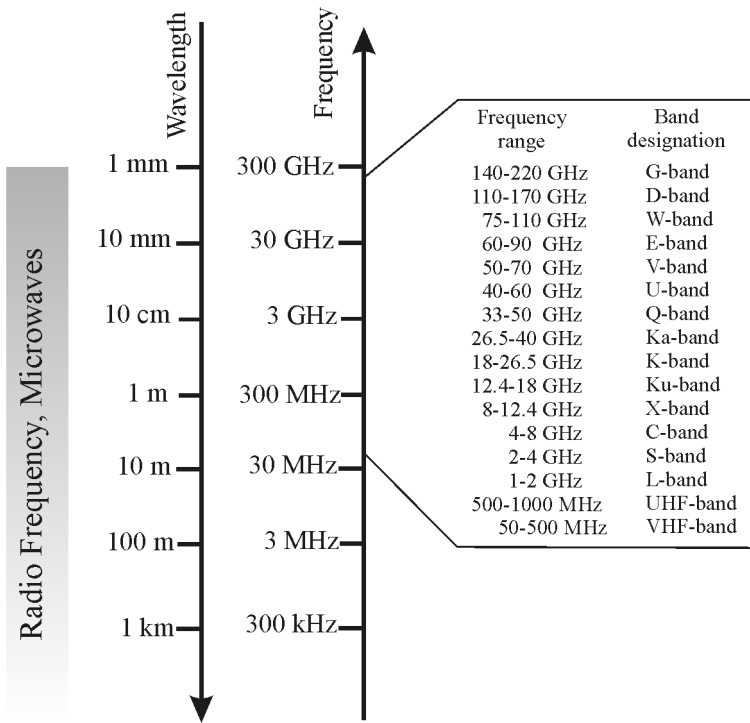 Radio Frequency, Microwaves
Wavelength
1 mm
10 mm
10 cm
1 m
10 m
100 m
1 km
Frequency
300 GHz
30 GHz
3 GHz
300 MHz
30 MHz
3 MHz
300 kHz
Frequency range Band designation
140-220 GHz G-band
110-170 GHz D-band
75-110 GHz W-band
60-90 GHz E-band
50-70 GHz V-band
40-60 GHz U-band
33-50 GHz Q-band
26.5-40 GHz Ka-band
18-26.5 GHz K-band
12.4-18 GHz Ku-band
8-12.4 GHz X-band
4-8 GHz C-band
2-4 GHz S-band
1-2 GHz L-band
500-1000 MHz UHF-band
50-500 MHz VHF-band